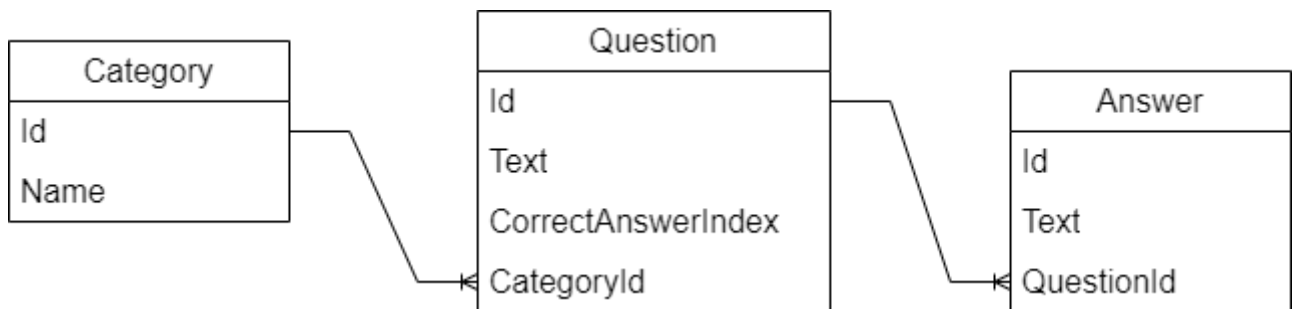 Category
Id
Name
Question
Id
Text
CorrectAnswerIndex
CategoryId
Answer
Id
Text
QuestionId